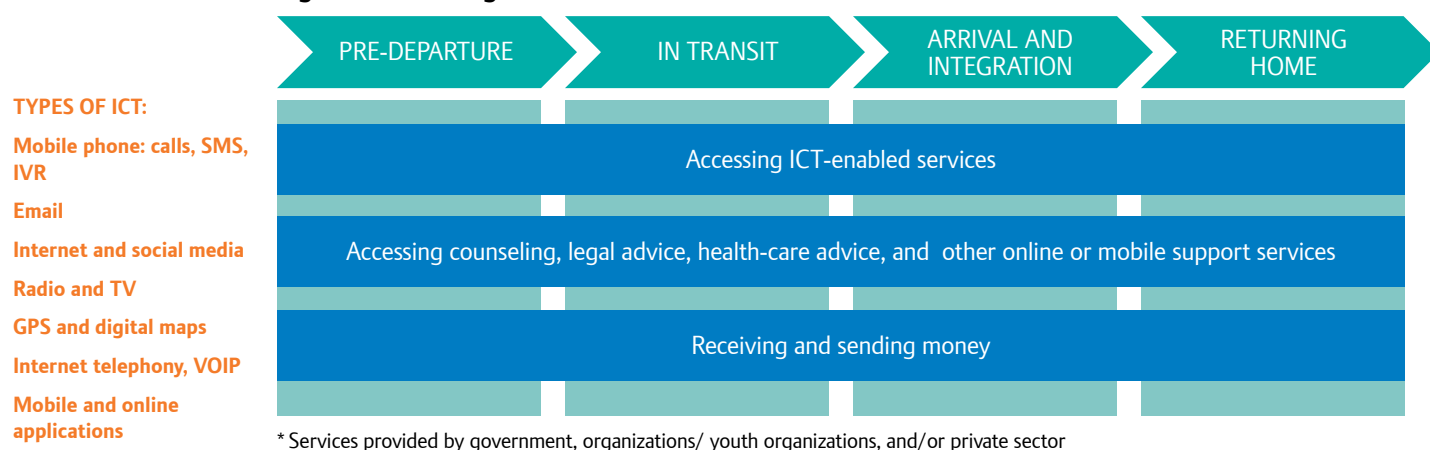 PRE-DEPARTURE
IN TRANSIT
ARRIVAL AND
INTEGRATION
RETURNING
HOME
TYPES OF ICT:
Mobile phone: calls, SMS,
IVR
Email
Internet and social media
Radio and TV
GPS and digital maps
Internet telephony, VOIP
Mobile and online
applications
Accessing ICT-enabled services
Accessing counseling, legal advice, health-care advice, and other online or mobile support services
Receiving and sending money
* Services provided by government, organizations/ youth organizations, and/or private sector